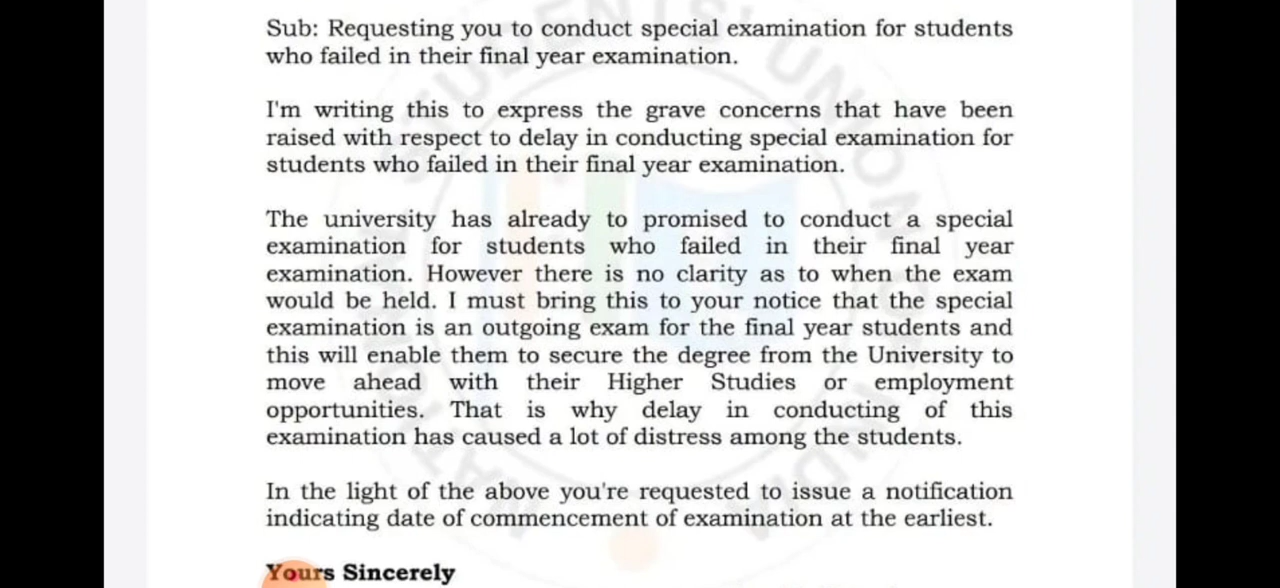 Sub: Requesting you to conduct special examination for students
who failed in their final year examination.
I'm writing this to express the grave concerns that have been
raised with respect to delay in conducting special examination for
students who failed in their final year examination.
The university has already to promised to conduct a special
examination for students who failed in their final year
examination. However there is no clarity as to when the exam
would be held. I must bring this to your notice that the special
examination is an outgoing exam for the final year students and
this will enable them to secure the degree from the University to
move ahead with their Higher Studies or employment
opportunities. That is why delay in conducting of this
examination has caused a lot of distress among the students.
In the light of the above you're requested to issue a notification
indicating date of commencement of examination at the earliest.
Yours Sincerely
NATIONAL STUDENTS' UNION OF INDIA